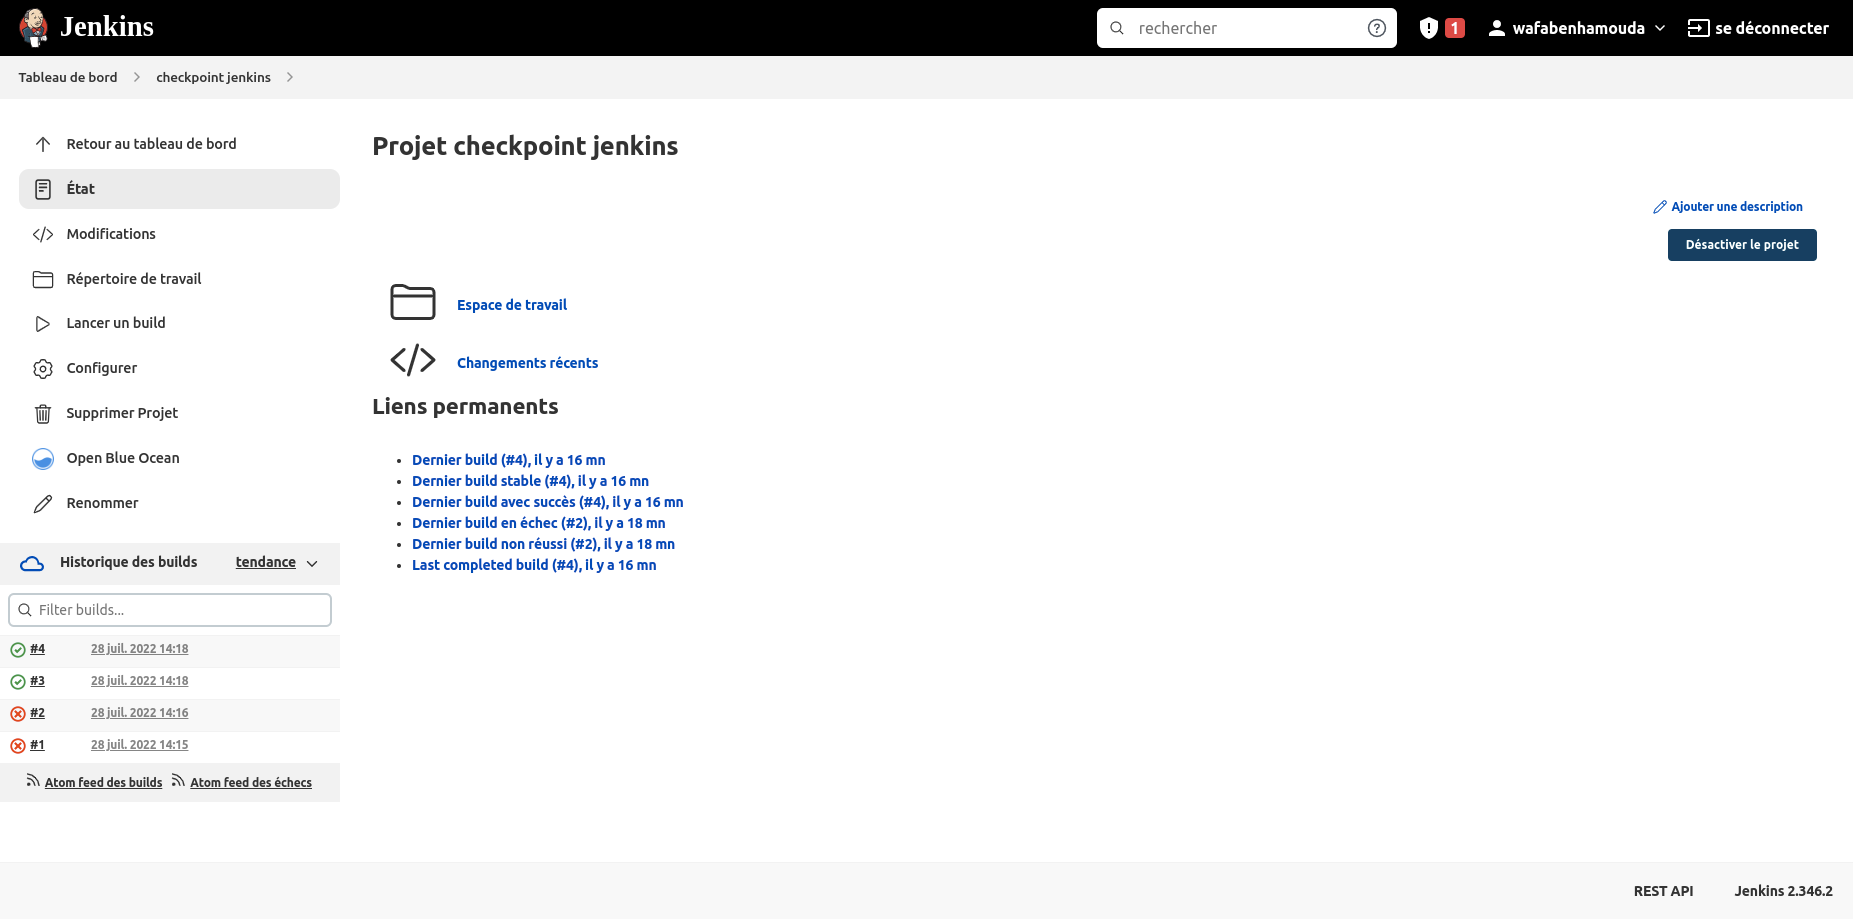 Jenkins
rechercher
1
wafabenhamouda
se déconnecter
Tableau de bord
checkpoint jenkins
Retour au tableau de bord
État
Modifications
Répertoire de travail
Lancer un build
Configurer
Supprimer Projet
Open Blue Ocean
Renommer
Historique des builds tendance
Filter builds...
#4 28 juil. 2022 14:18
#3 28 juil. 2022 14:18
#2 28 juil. 2022 14:16
#1 28 juil. 2022 14:15
Atom feed des builds Atom feed des échecs
Projet checkpoint jenkins
Ajouter une description
Désactiver le projet
Espace de travail
Changements récents
Liens permanents
Dernier build (#4), il y a 16 mn
Dernier build stable (#4), il y a 16 mn
Dernier build avec succès (#4), il y a 16 mn
Dernier build en échec (#2), il y a 18 mn
Dernier build non réussi (#2), il y a 18 mn
Last completed build (#4), il y a 16 mn
REST API
Jenkins 2.346.2